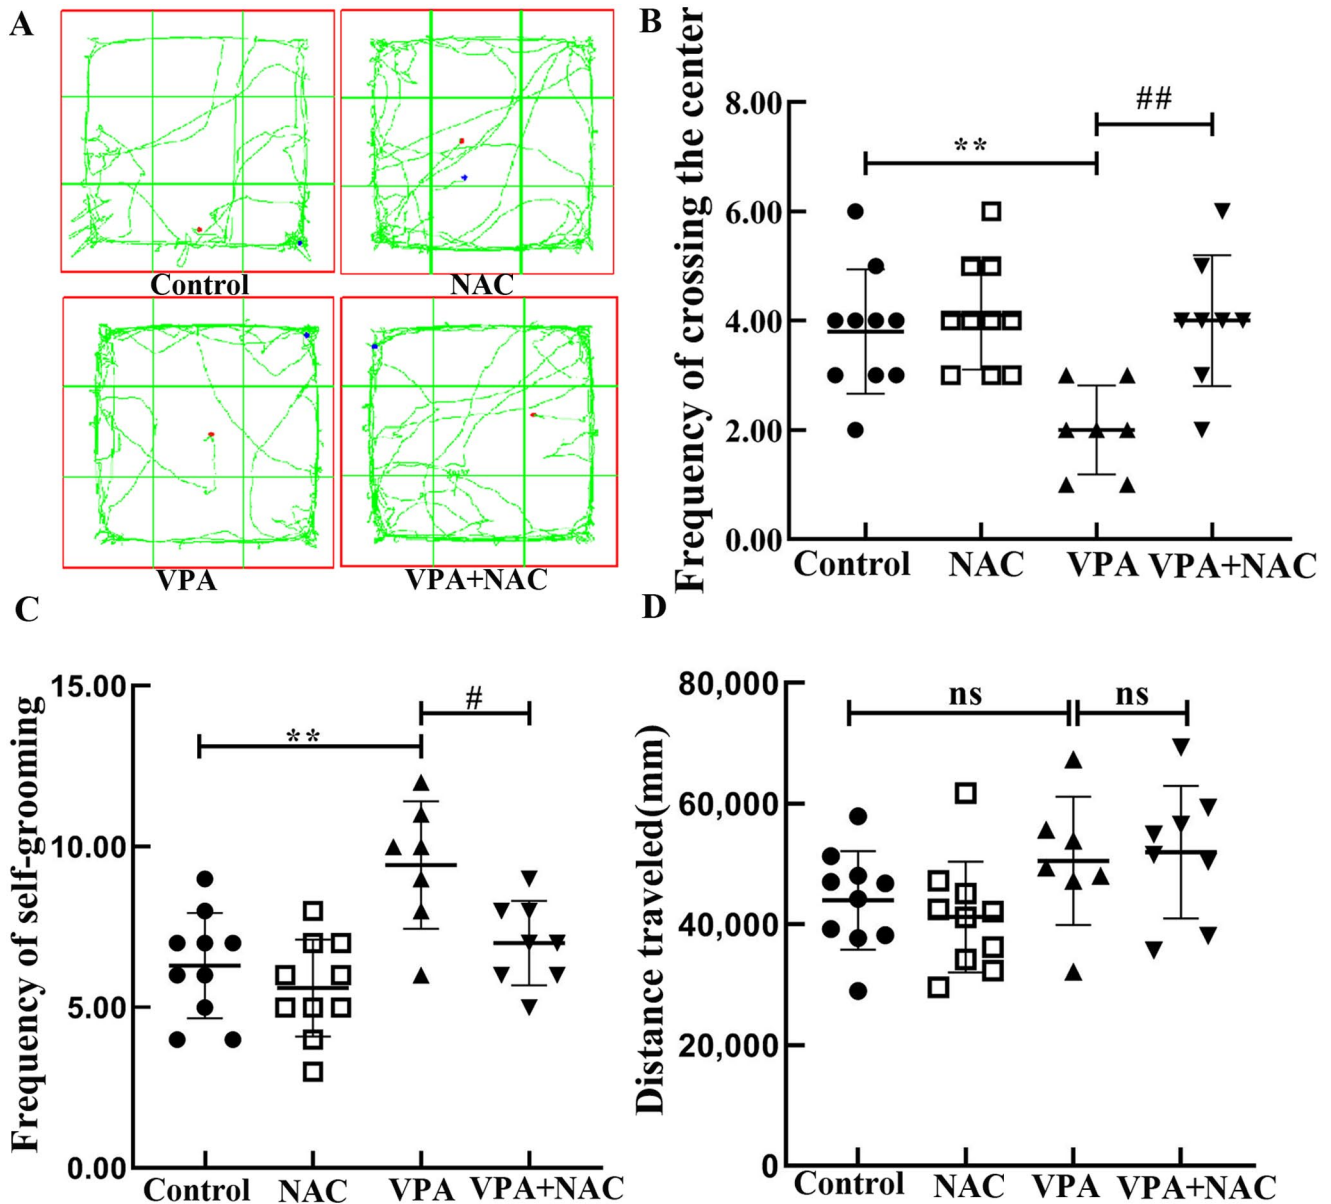 A
Control
NAC
VPA
VPA+NAC
B
Frequency of crossing the center
8.00
6.00
4.00
2.00
0.00
**
##
Control
NAC
VPA
VPA+NAC
C
Frequency of self-grooming
15.00
10.00
5.00
0.00
**
#
Control
NAC
VPA
VPA+NAC
D
Distance traveled(mm)
80,000
60,000
40,000
20,000
0
ns
ns
Control
NAC
VPA
VPA+NAC